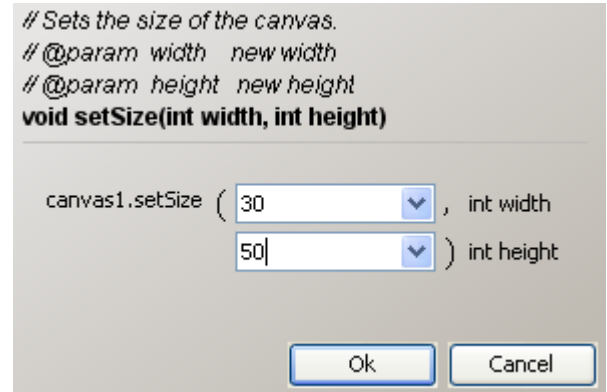 // Sets the size of the canvas.
// @param width new width
// @param height new height
void setSize(int width, int height)
canvas1.setSize ( 30 , int width
50 ) int height
Ok Cancel